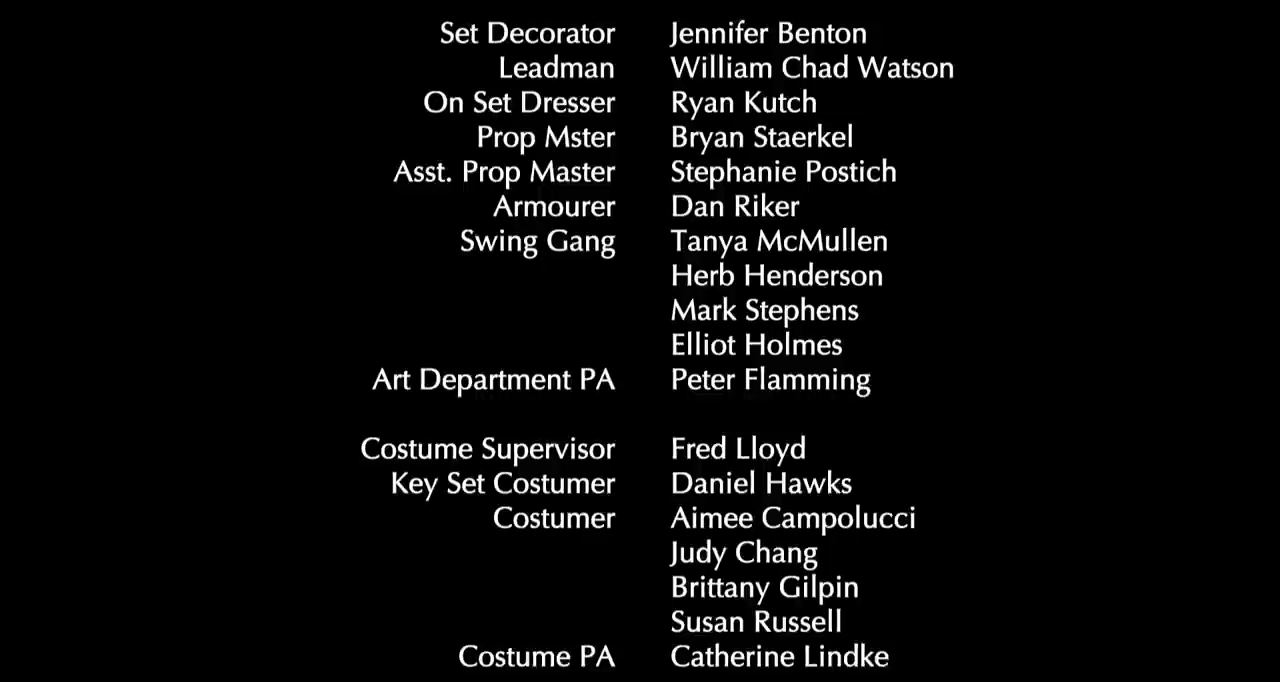 Set Decorator Jennifer Benton
Leadman William Chad Watson
On Set Dresser Ryan Kutch
Prop Mster Bryan Staerkel
Asst. Prop Master Stephanie Postich
Armourer Dan Riker
Swing Gang Tanya McMullen
Herb Henderson
Mark Stephens
Elliot Holmes
Art Department PA Peter Flamming
Costume Supervisor Fred Lloyd
Key Set Costumer Daniel Hawks
Costumer Aimee Campolucci
Judy Chang
Brittany Gilpin
Susan Russell
Costume PA Catherine Lindke